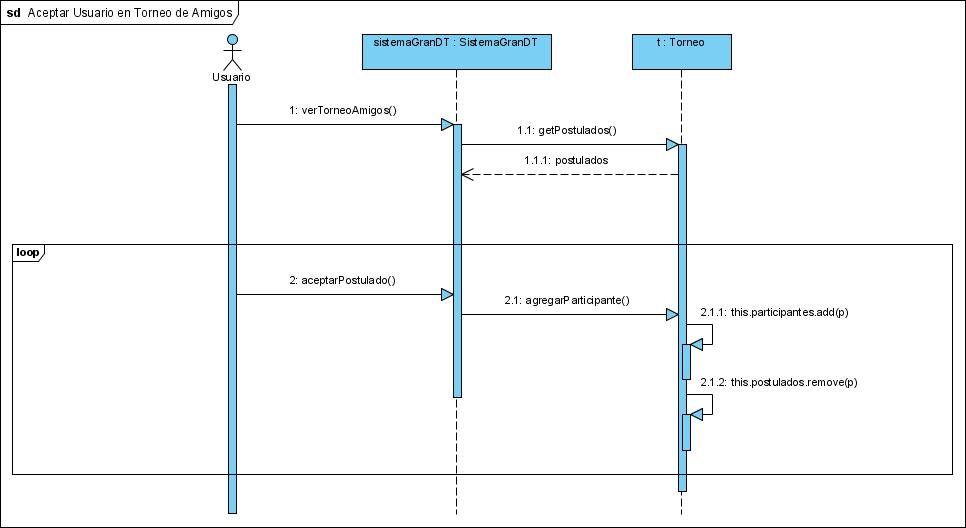 sd Aceptar Usuario en Torneo de Amigos
sistemaGranDT : SistemaGranDT
t : Torneo
Usuario
1: verTorneoAmigos()
1.1: getPostulados()
1.1.1: postulados
loop
2: aceptarPostulado()
2.1: agregarParticipante()
2.1.1: this.participantes.add(p)
2.1.2: this.postulados.remove(p)